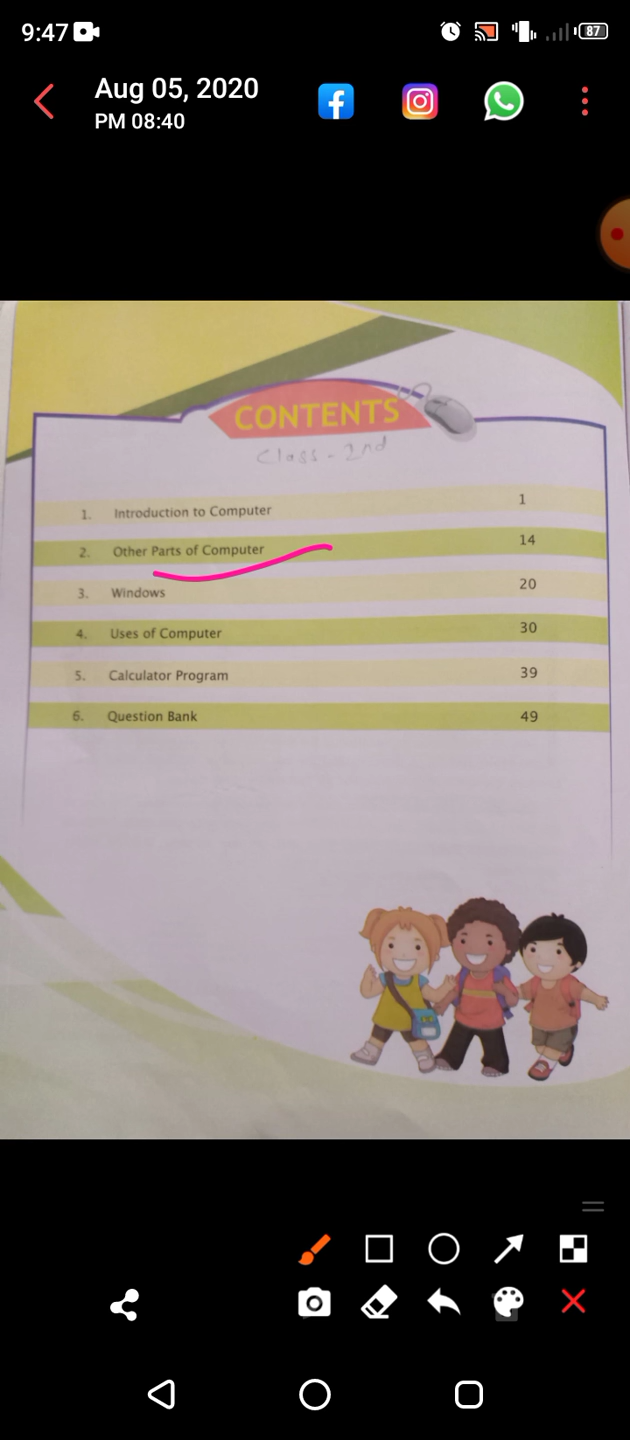 9:47
87
Aug 05, 2020
PM 08:40
CONTENTS
Class - 2nd
1. Introduction to Computer 1
2. Other Parts of Computer 14
3. Windows 20
4. Uses of Computer 30
5. Calculator Program 39
6. Question Bank 49